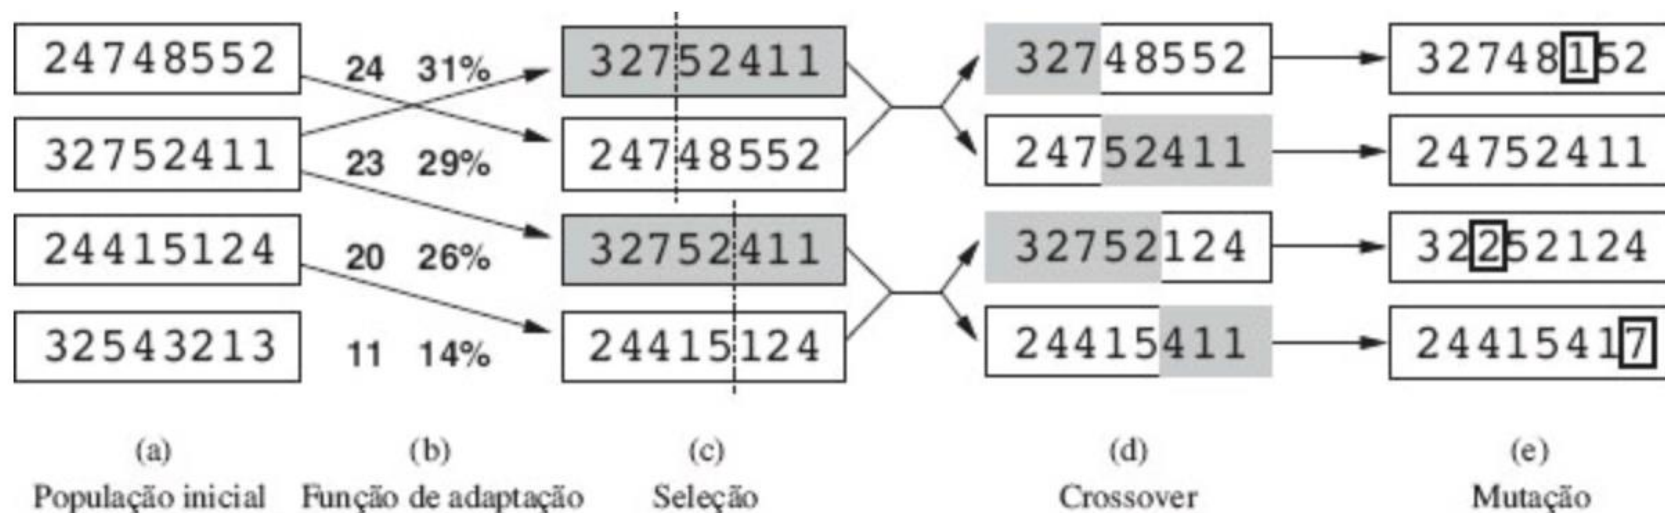 24748552 24 31% 32752411 32748552 32748152
32752411 23 29% 24748552 24752411 24752411
24415124 20 26% 32752411 32752124 32252124
32543213 11 14% 24415124 24415411 24415417
(a) (b) (c) (d) (e)
População inicial Função de adaptação Seleção Crossover Mutação